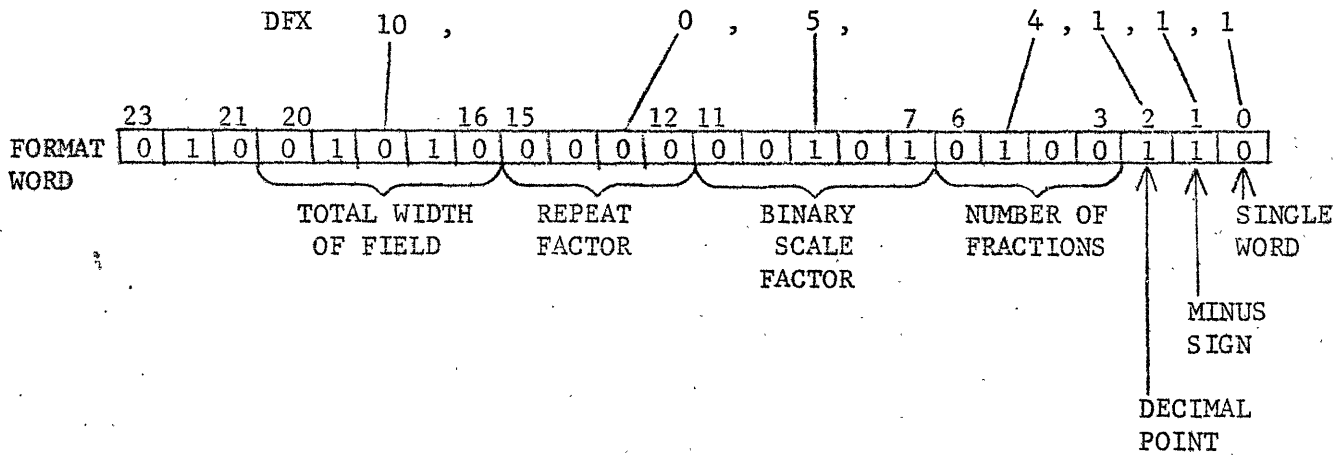 DFX 10 , 0 , 5 , 4 , 1 , 1 , 1
23 21 20 16 15 12 11 7 6 3 2 1 0
FORMAT WORD 0 1 0 0 1 0 1 0 0 0 0 0 0 0 1 0 1 0 1 0 0 1 1 0
TOTAL WIDTH OF FIELD
REPEAT FACTOR
BINARY SCALE FACTOR
NUMBER OF FRACTIONS
SINGLE WORD
MINUS SIGN
DECIMAL POINT